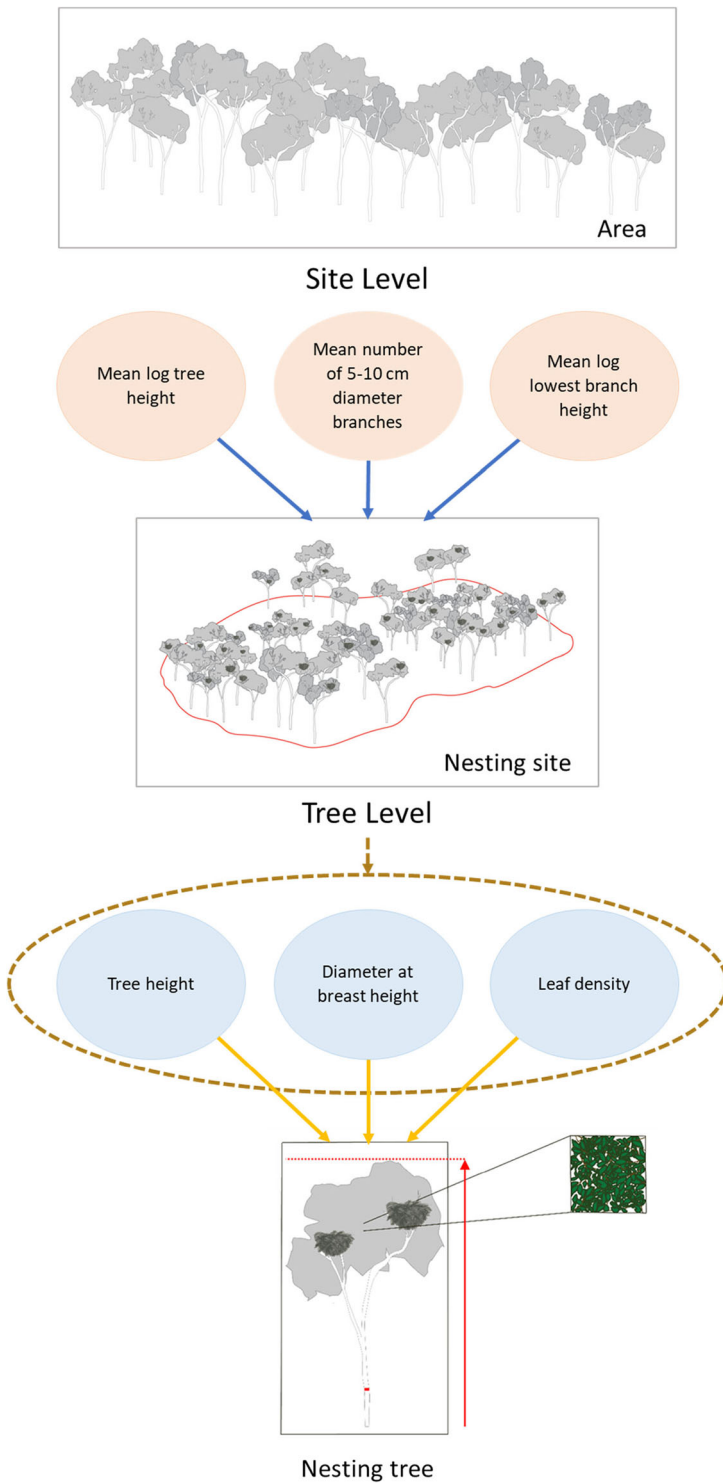 Area
Site Level
Mean log tree
height
Mean number
of 5-10 cm
diameter
branches
Mean log
lowest branch
height
Nesting site
Tree Level
Tree height
Diameter at
breast height
Leaf density
Nesting tree